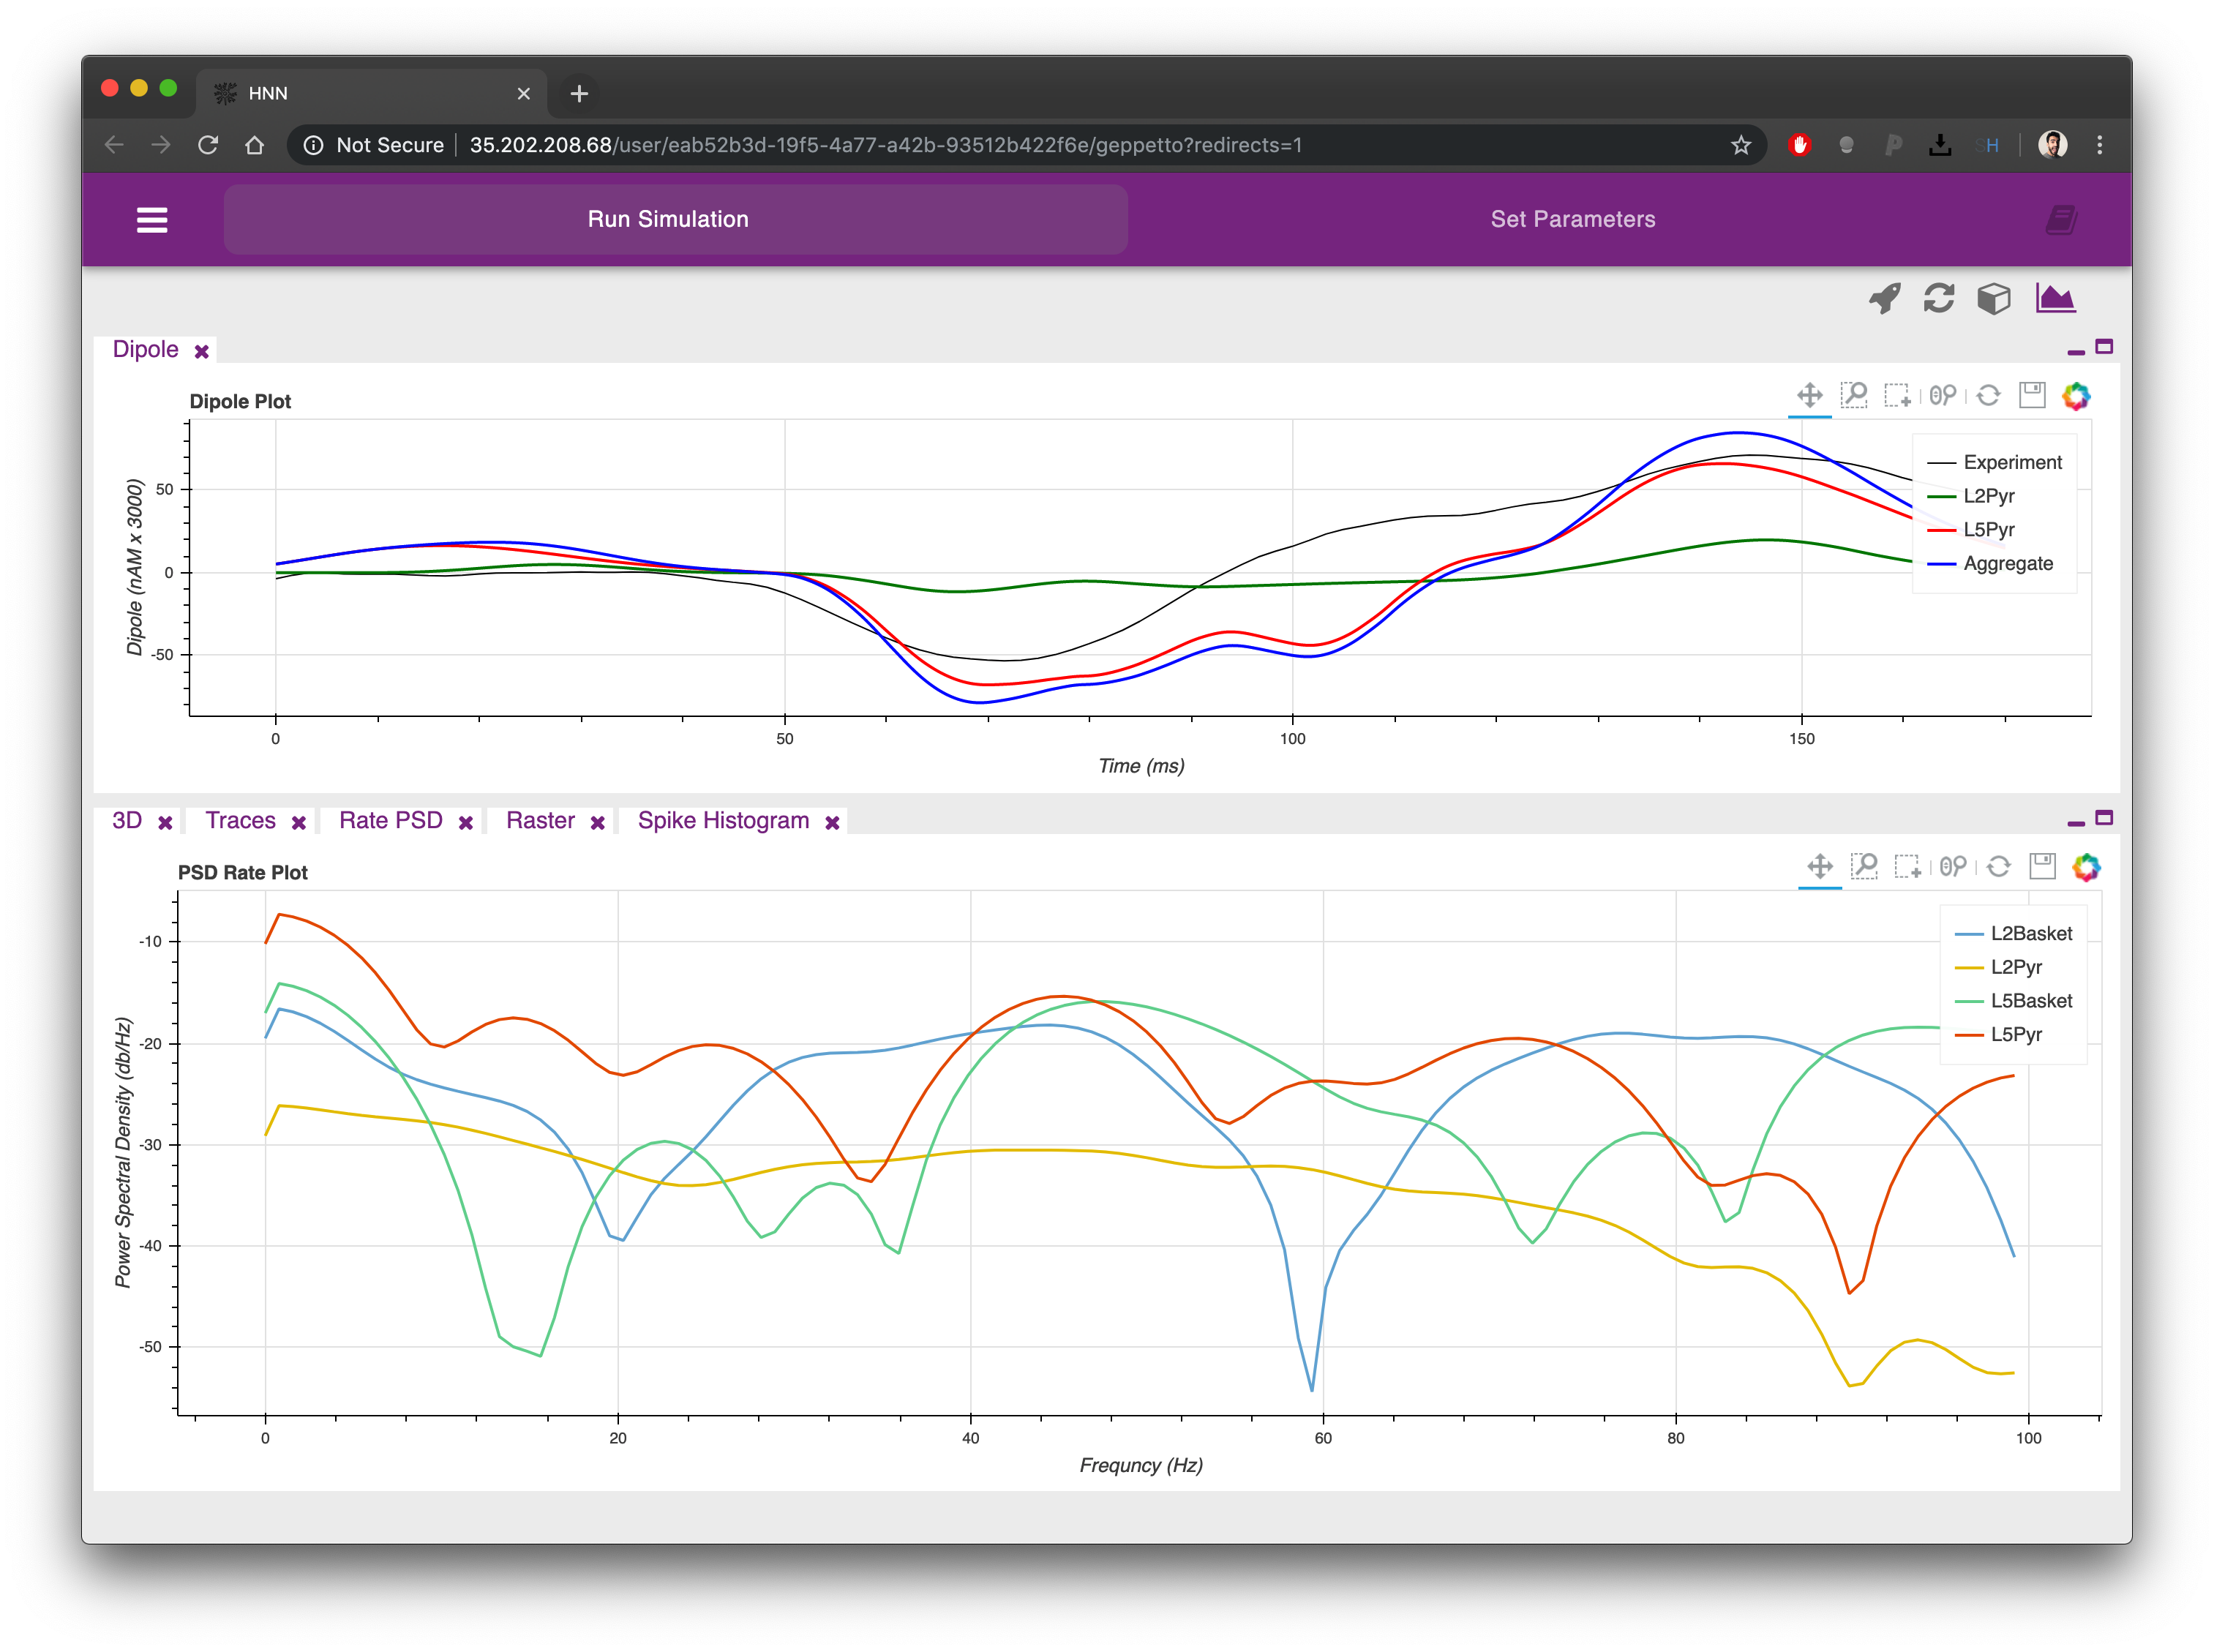 HNN
Not Secure 35.202.208.68/user/eab52b3d-19f5-4a77-a42b-93512b422f6e/geppetto?redirects=1
SH
Run Simulation Set Parameters
Dipole
Dipole Plot
Experiment
L2Pyr
L5Pyr
Aggregate
Dipole (nAM x 3000)
50
0
-50
0 50 100 150
Time (ms)
3D Traces Rate PSD Raster Spike Histogram
PSD Rate Plot
L2Basket
L2Pyr
L5Basket
L5Pyr
Power Spectral Density (db/Hz)
-10
-20
-30
-40
-50
0 20 40 60 80 100
Frequncy (Hz)